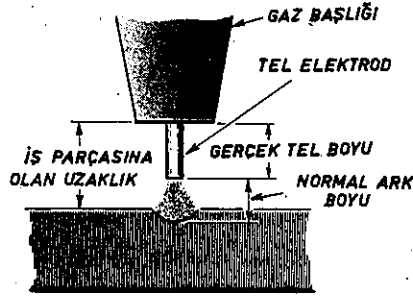 GAZ BAŞLIĞI
TEL ELEKTROD
İŞ PARÇASINA
OLAN UZAKLIK
GERÇEK TEL BOYU
NORMAL ARK
BOYU